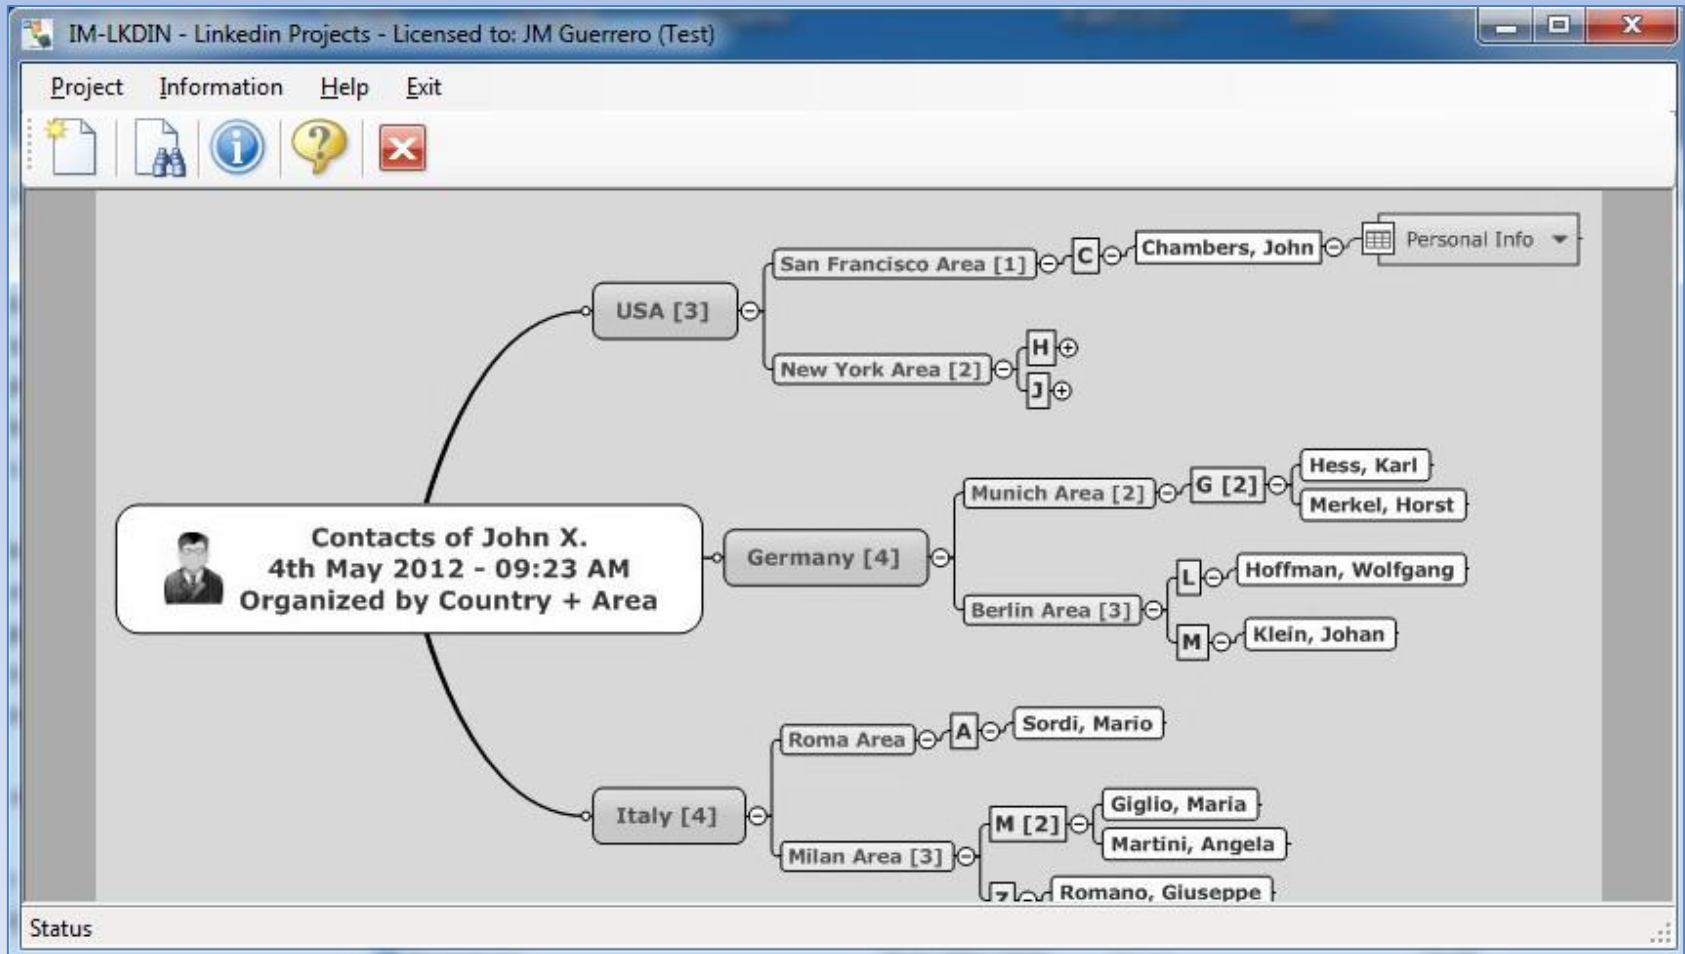 IM-LKDIN - Linkedin Projects - Licensed to: JM Guerrero (Test)
Project Information Help Exit
San Francisco Area [1]
C
Chambers, John
Personal Info
USA [3]
New York Area [2]
H
J
Contacts of John X.
4th May 2012 - 09:23 AM
Organized by Country + Area
Germany [4]
Munich Area [2]
G [2]
Hess, Karl
Merkel, Horst
Berlin Area [3]
L
Hoffman, Wolfgang
M
Klein, Johan
Italy [4]
Roma Area
A
Sordi, Mario
Milan Area [3]
M [2]
Giglio, Maria
Martini, Angela
Z
Romano, Giuseppe
Status